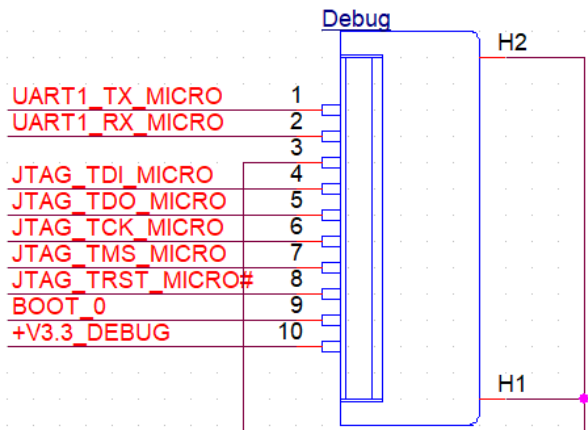 Debug
H2
UART1_TX_MICRO 1
UART1_RX_MICRO 2
3
JTAG_TDI_MICRO 4
JTAG_TDO_MICRO 5
JTAG_TCK_MICRO 6
JTAG_TMS_MICRO 7
JTAG_TRST_MICRO# 8
BOOT_0 9
+V3.3_DEBUG 10
H1